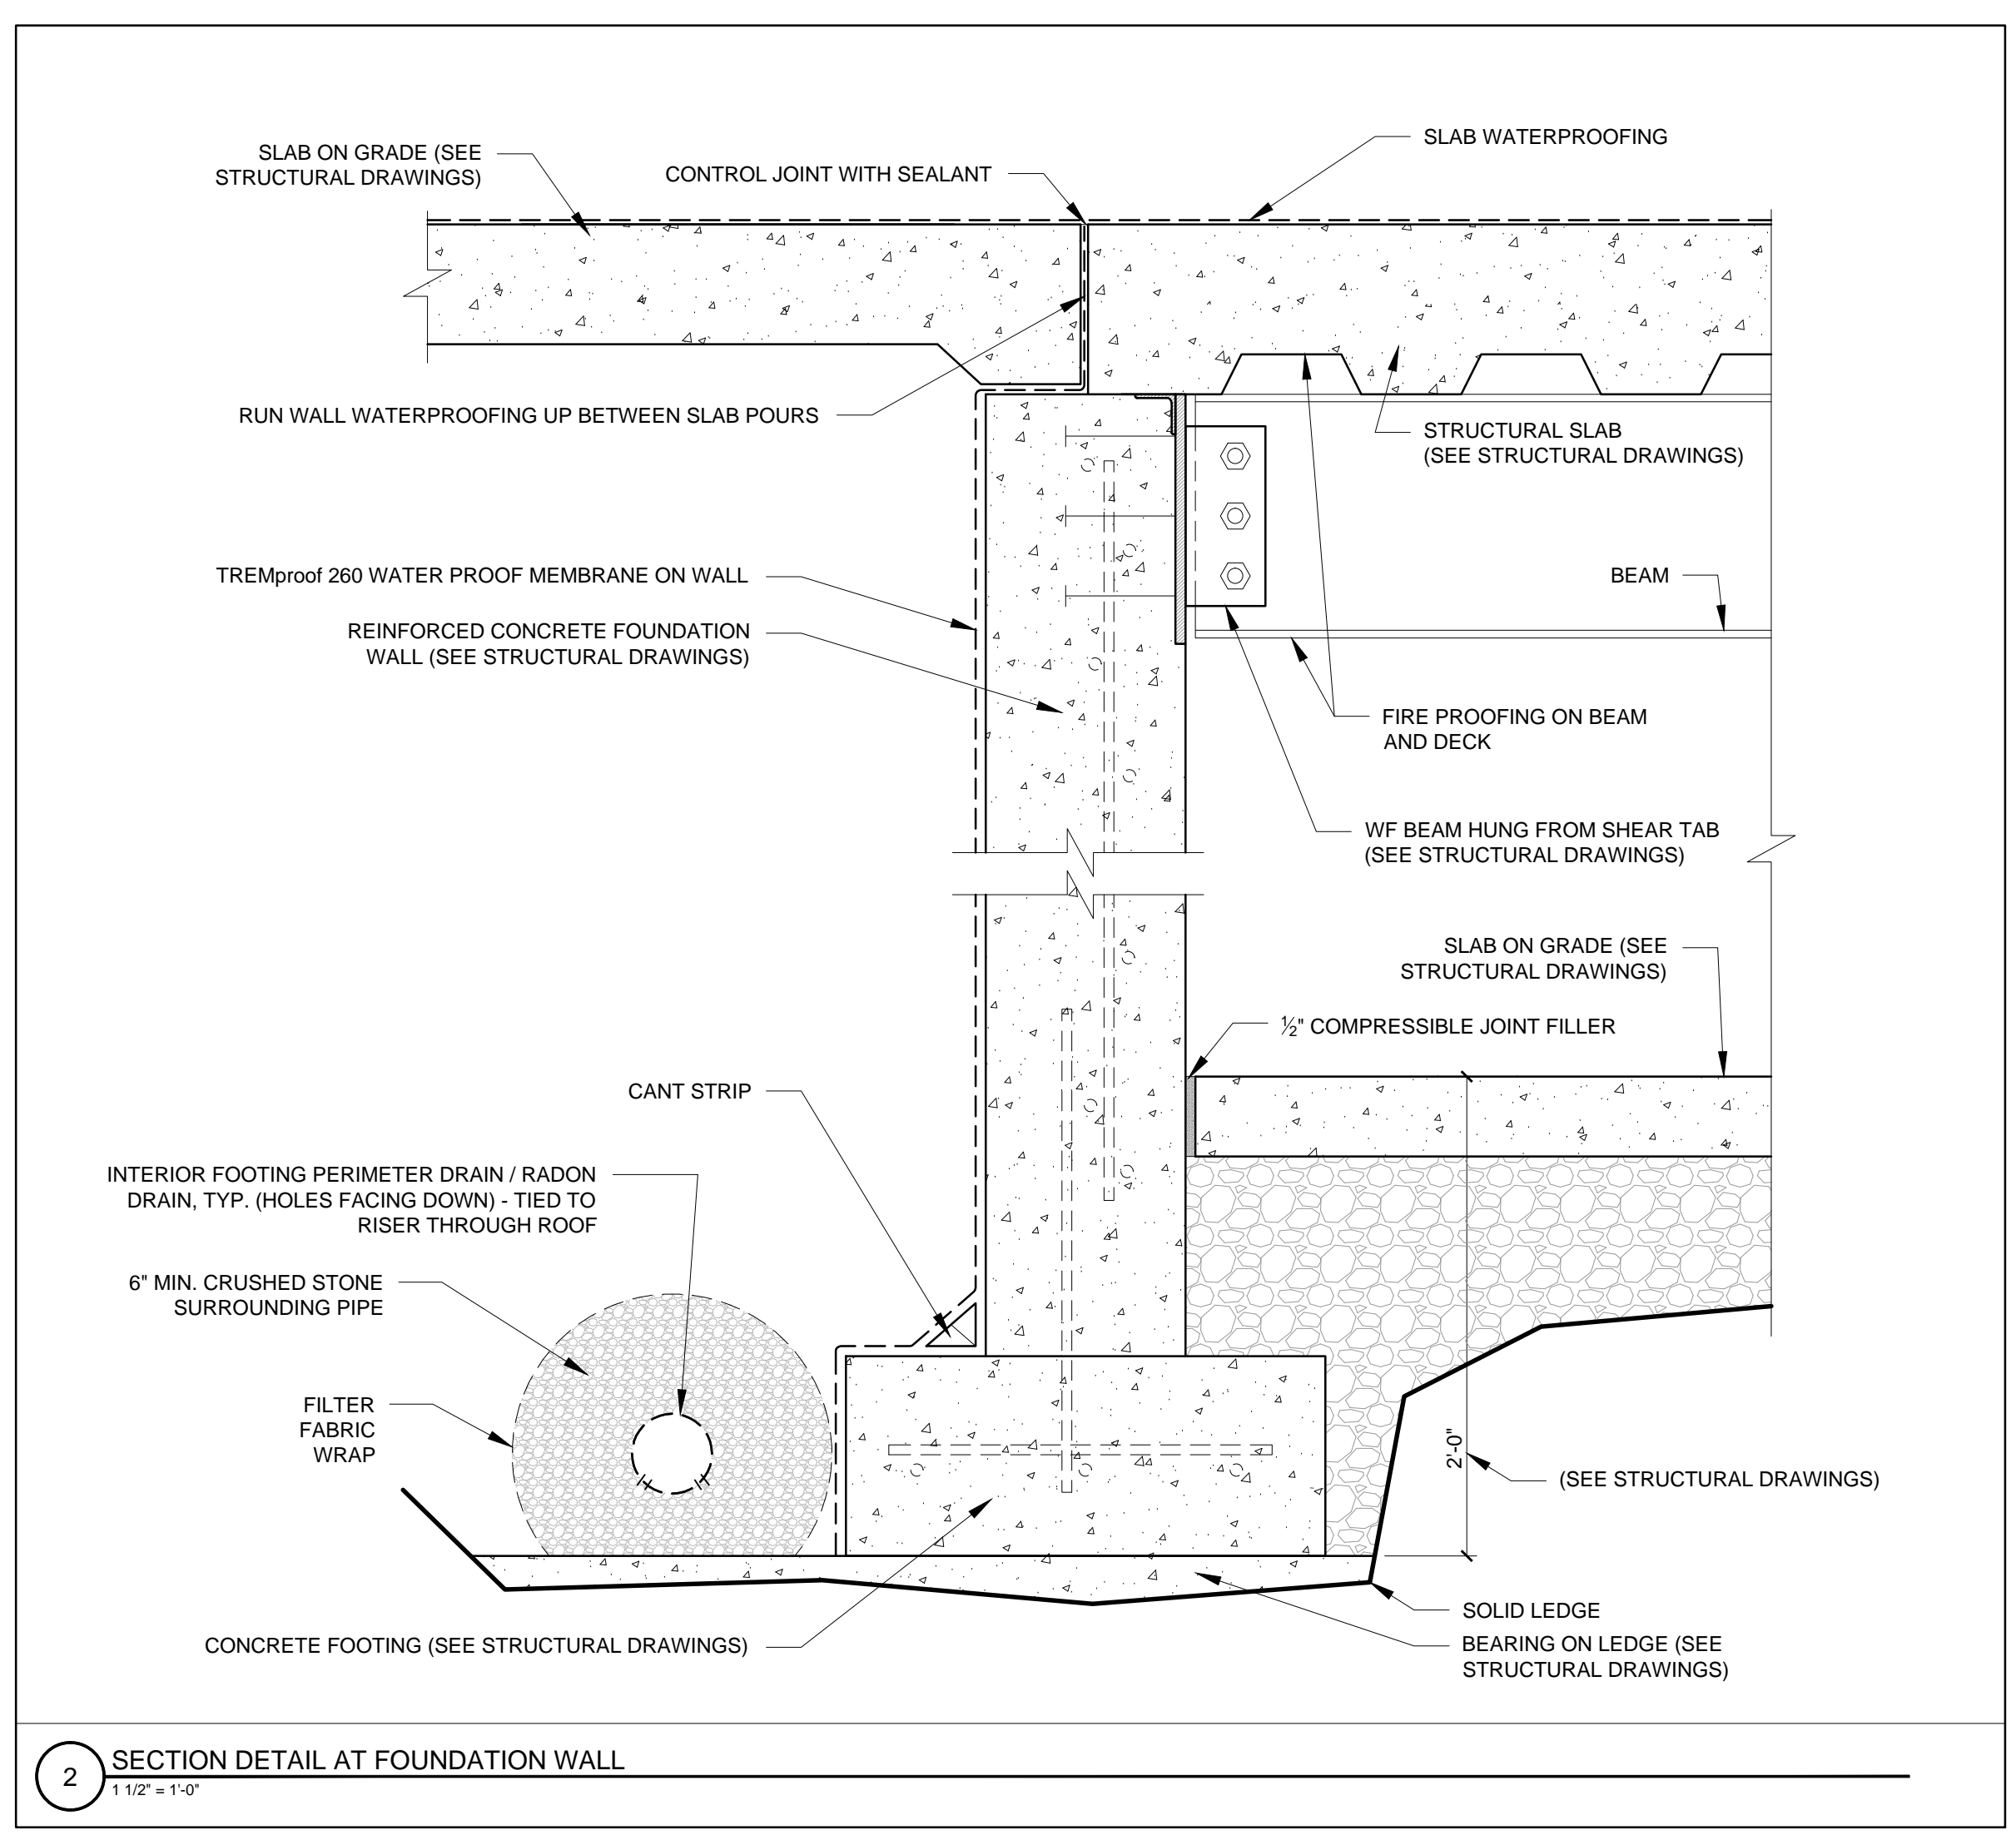 SLAB ON GRADE (SEE
STRUCTURAL DRAWINGS)
CONTROL JOINT WITH SEALANT
SLAB WATERPROOFING
RUN WALL WATERPROOFING UP BETWEEN SLAB POURS
STRUCTURAL SLAB
(SEE STRUCTURAL DRAWINGS)
TREMproof 260 WATER PROOF MEMBRANE ON WALL
BEAM
REINFORCED CONCRETE FOUNDATION
WALL (SEE STRUCTURAL DRAWINGS)
FIRE PROOFING ON BEAM
AND DECK
WF BEAM HUNG FROM SHEAR TAB
(SEE STRUCTURAL DRAWINGS)
SLAB ON GRADE (SEE
STRUCTURAL DRAWINGS)
½" COMPRESSIBLE JOINT FILLER
CANT STRIP
INTERIOR FOOTING PERIMETER DRAIN / RADON
DRAIN, TYP. (HOLES FACING DOWN) - TIED TO
RISER THROUGH ROOF
6" MIN. CRUSHED STONE
SURROUNDING PIPE
FILTER
FABRIC
WRAP
2'-0"
(SEE STRUCTURAL DRAWINGS)
SOLID LEDGE
CONCRETE FOOTING (SEE STRUCTURAL DRAWINGS)
BEARING ON LEDGE (SEE
STRUCTURAL DRAWINGS)
2
SECTION DETAIL AT FOUNDATION WALL
1 1/2" = 1'-0"